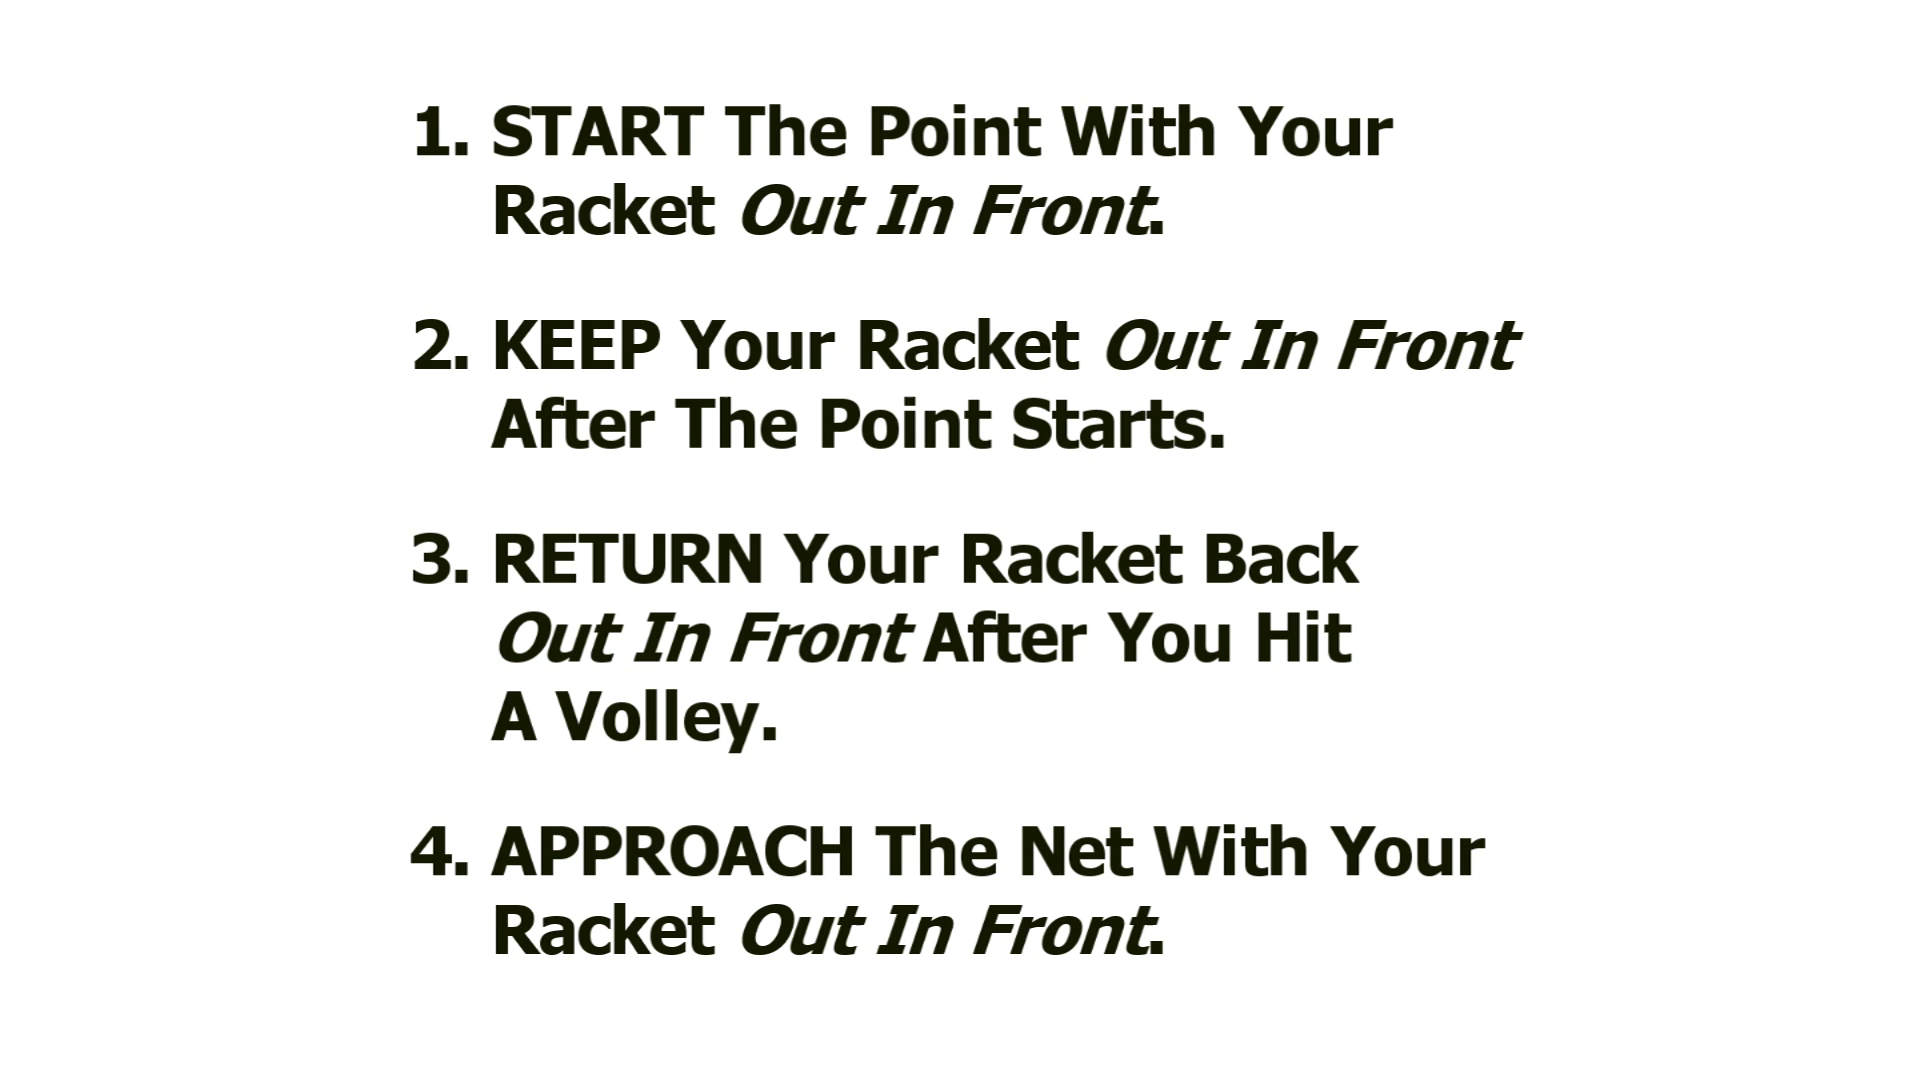 1. START The Point With Your
Racket Out In Front.
2. KEEP Your Racket Out In Front
After The Point Starts.
3. RETURN Your Racket Back
Out In Front After You Hit
A Volley.
4. APPROACH The Net With Your
Racket Out In Front.